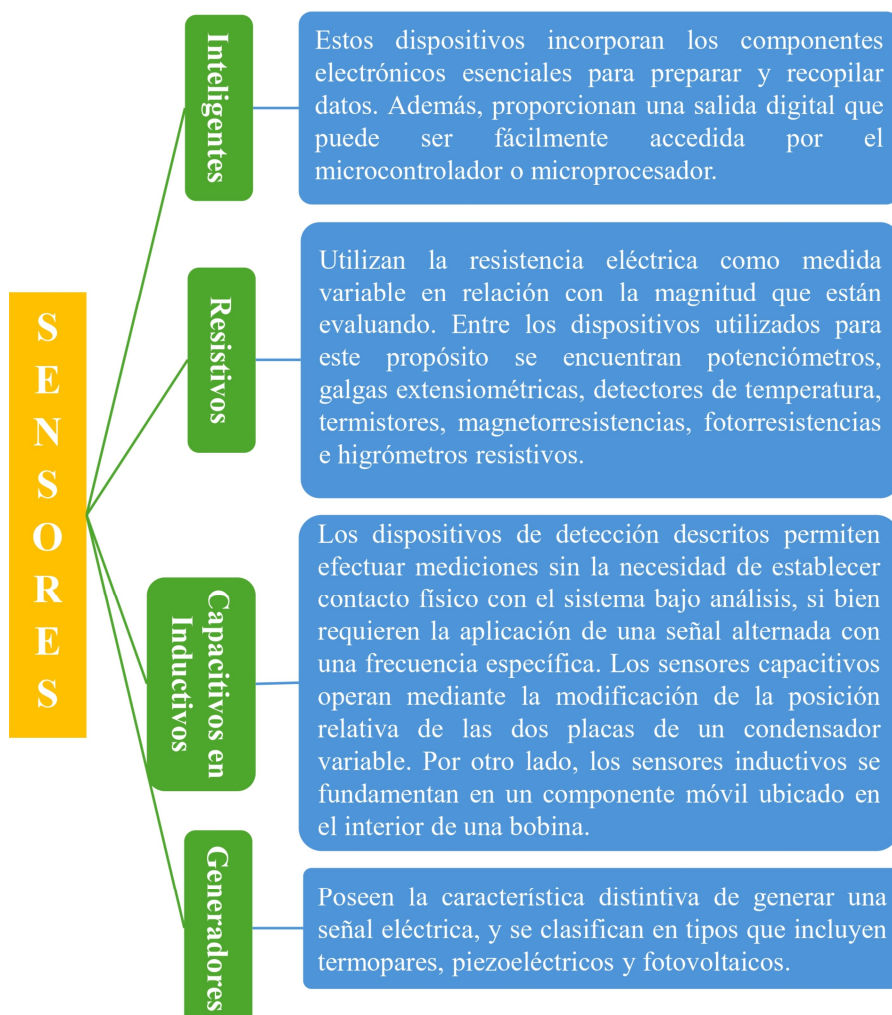 SENSORES
Inteligentes
Estos dispositivos incorporan los componentes
electrónicos esenciales para preparar y recopilar
datos. Además, proporcionan una salida digital que
puede ser fácilmente accedida por el
microcontrolador o microprocesador.
Resistivos
Utilizan la resistencia eléctrica como medida
variable en relación con la magnitud que están
evaluando. Entre los dispositivos utilizados para
este propósito se encuentran potenciómetros,
galgas extensiométricas, detectores de temperatura,
termistores, magnetorresistencias, fotorresistencias
e higrómetros resistivos.
Capacitivos en
Inductivos
Los dispositivos de detección descritos permiten
efectuar mediciones sin la necesidad de establecer
contacto físico con el sistema bajo análisis, si bien
requieren la aplicación de una señal alternada con
una frecuencia específica. Los sensores capacitivos
operan mediante la modificación de la posición
relativa de las dos placas de un condensador
variable. Por otro lado, los sensores inductivos se
fundamentan en un componente móvil ubicado en
el interior de una bobina.
Generadores
Poseen la característica distintiva de generar una
señal eléctrica, y se clasifican en tipos que incluyen
termopares, piezoeléctricos y fotovoltaicos.